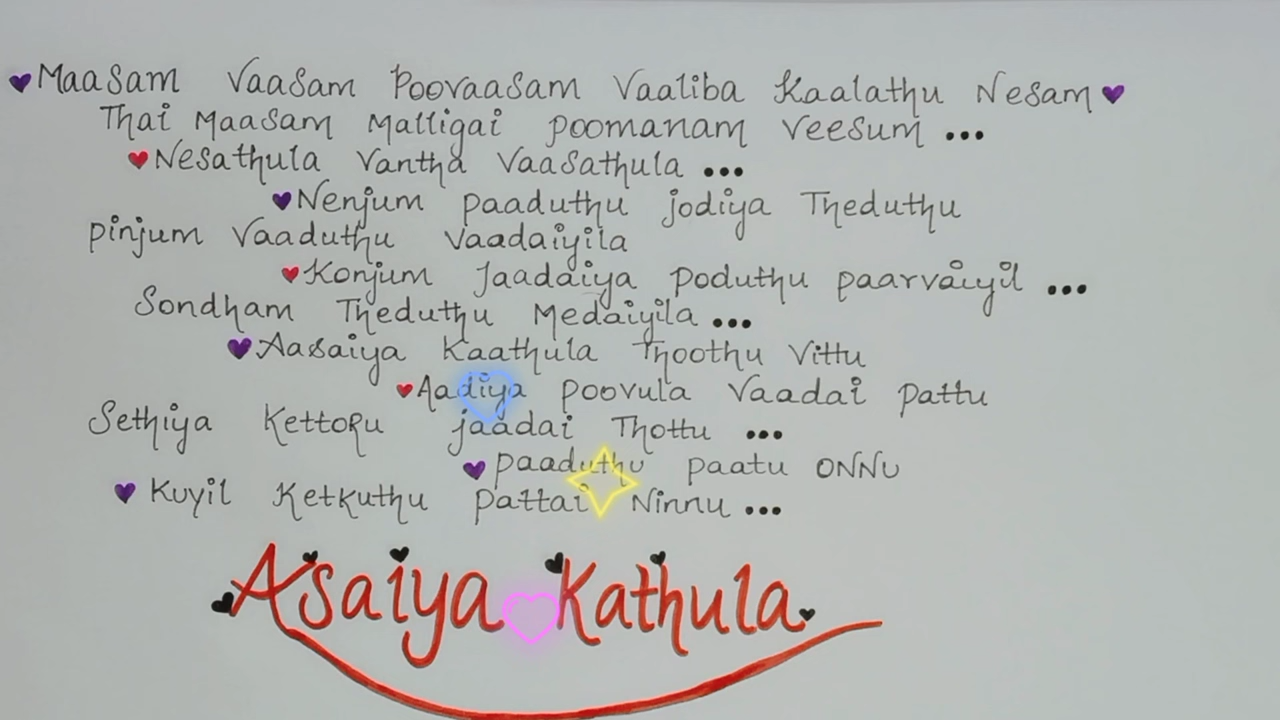 Maasam Vaasam Poovaasam Vaaliba Kaalathu Nesam
Thai Maasam Malligai poomanam veesum ...
Nesathula Vantha Vaasathula ...
Nenjum paaduthu jodiya Theduthu
pinjum vaaduthu vaadaiyila
Konjum Jaadaiya poduthu paarvaiyil ...
Sondham Theduthu Medaiyila ...
Aasaiya Kaathula Thoothu Vittu
Aadiya poovula vaadai pattu
Sethiya Kettoru jaadai Thottu ...
paaduthu paatu ONNU
Kuyil Ketkuthu pattai Ninnu ...
Asaiya Kathula